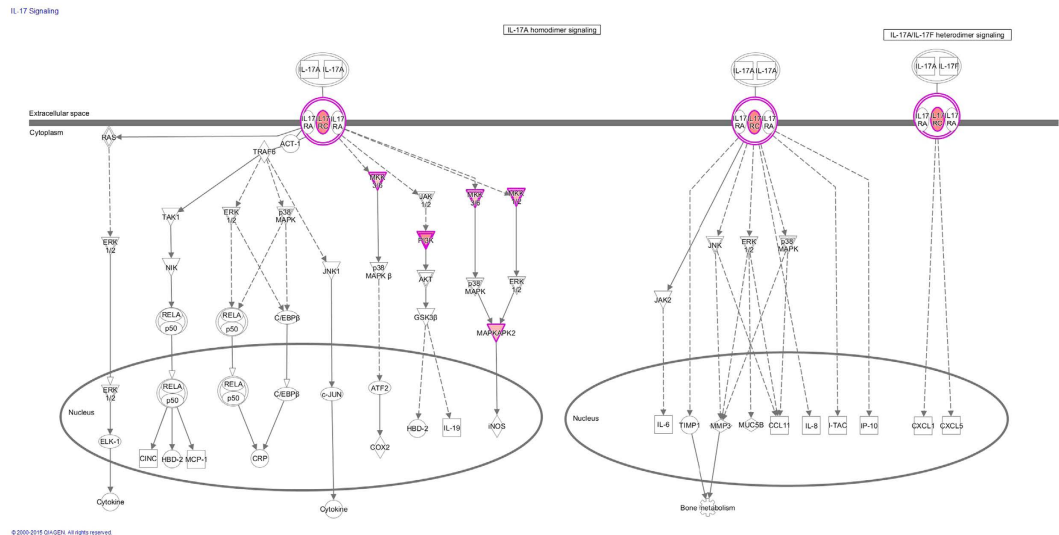 IL-17 Signaling
IL-17A homodimer signaling
IL-17A/IL-17F heterodimer signaling
IL-17A IL-17A
IL-17A IL-17A
IL-17A IL-17F
Extracellular space
Cytoplasm
IL17 RA
IL17 RC
IL17 RA
IL17 RA
IL17 RC
IL17 RA
IL17 RA
IL17 RC
IL17 RA
RAS
ACT-1
TRAF6
MKK 3/6
JAK 1/2
MKK 3/6
MKK 1/2
TAK1
ERK 1/2
p38 MAPK
ERK 1/2
PI3K
JNK
ERK 1/2
p38 MAPK
NIK
JNK1
p38 MAPK β
AKT
p38 MAPK
ERK 1/2
JAK2
RELA p50
RELA p50
C/EBPβ
GSK3β
MAPKAPK2
Nucleus
ERK 1/2
RELA p50
RELA p50
C/EBPβ
c-JUN
ATF2
Nucleus
ELK-1
CINC
HBD-2
MCP-1
CRP
COX2
HBD-2
IL-19
iNOS
IL-6
TIMP1
MMP3
MUC5B
CCL11
IL-8
I-TAC
IP-10
CXCL1
CXCL5
Cytokine
Cytokine
Bone metabolism
© 2000-2015 QIAGEN. All rights reserved.